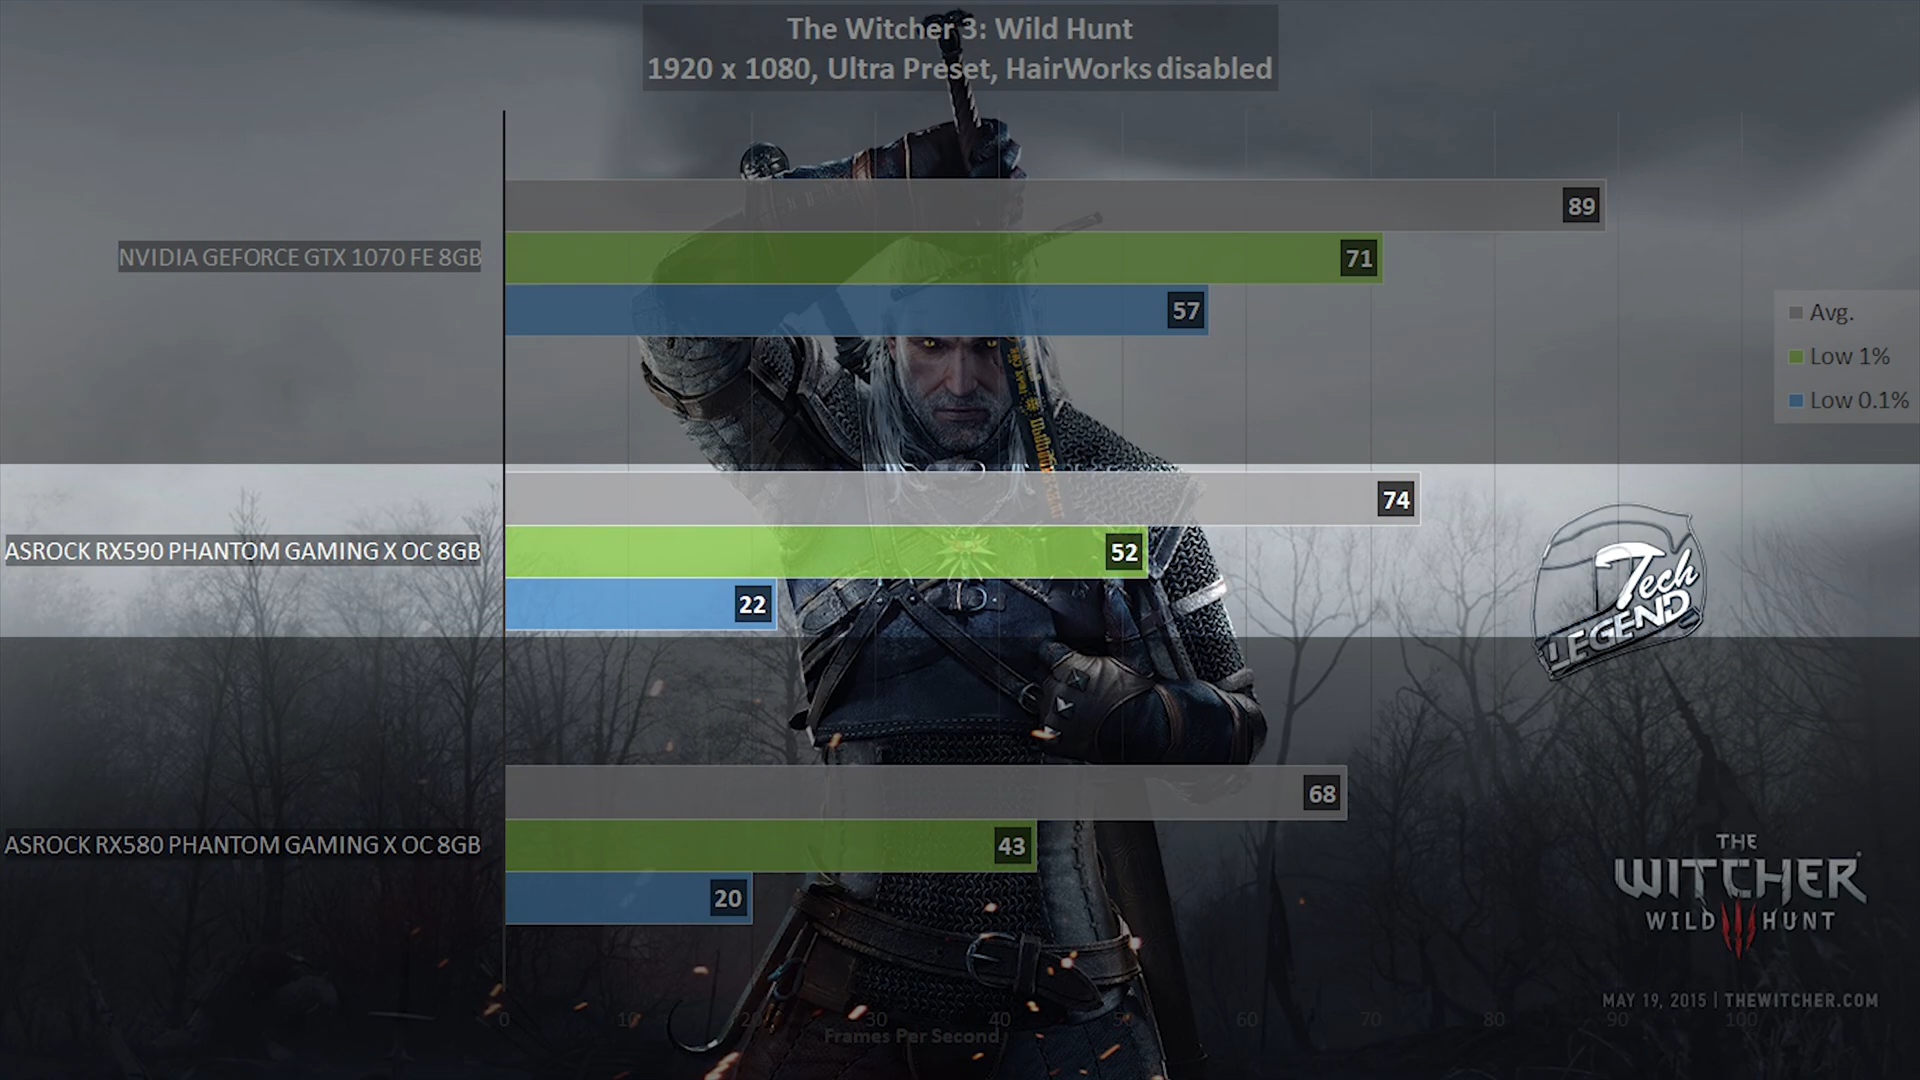 The Witcher 3: Wild Hunt
1920 x 1080, Ultra Preset, HairWorks disabled
NVIDIA GEFORCE GTX 1070 FE 8GB
89
71
57
Avg.
Low 1%
Low 0.1%
ASROCK RX590 PHANTOM GAMING X OC 8GB
74
52
22
Tech
LEGEND
ASROCK RX580 PHANTOM GAMING X OC 8GB
68
43
20
THE
WITCHER
WILD HUNT
MAY 19, 2015 | THEWITCHER.COM
0 10 20 30 40 50 60 70 80 90 100
Frames Per Second